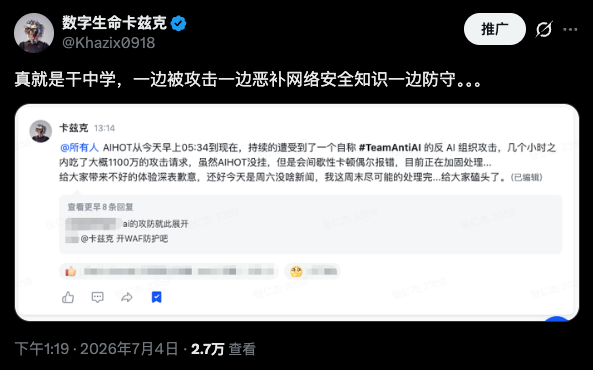 数字生命卡兹克
@Khazix0918
推广
真就是干中学，一边被攻击一边恶补网络安全知识一边防守。。。
卡兹克 13:14
@所有人 AIHOT从今天早上05:34到现在，持续的遭受到了一个自称 #TeamAntiAI 的反 AI 组织攻击，几个小时之
内吃了大概1100万的攻击请求，虽然AIHOT没挂，但是会间歇性卡顿偶尔报错，目前正在加固处理...
给大家带来不好的体验深表歉意，还好今天是周六没啥新闻，我这周末尽可能的处理完...给大家磕头了。(已编辑)
查看更早 8 条回复
ai的攻防就此展开
@卡兹克 开WAF防护吧
下午1:19 · 2026年7月4日 · 2.7万 查看